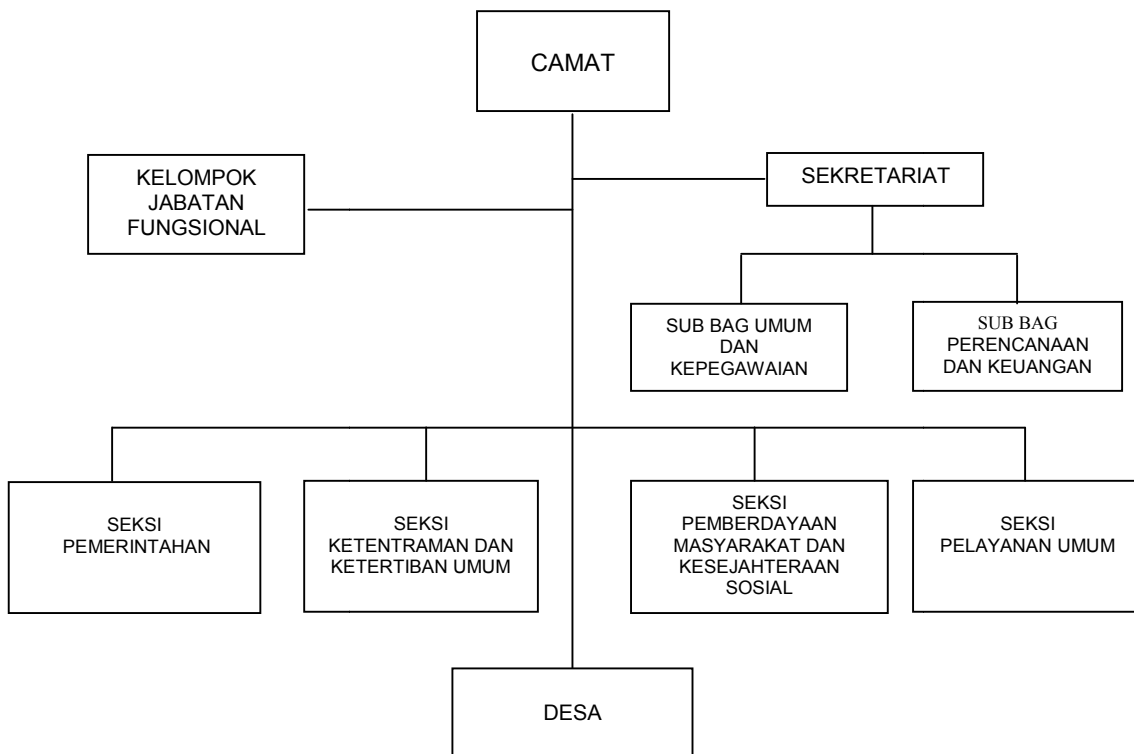 CAMAT
KELOMPOK
JABATAN
FUNGSIONAL
SEKRETARIAT
SUB BAG UMUM
DAN
KEPEGAWAIAN
SUB BAG
PERENCANAAN
DAN KEUANGAN
SEKSI
PEMERINTAHAN
SEKSI
KETENTRAMAN DAN
KETERTIBAN UMUM
SEKSI
PEMBERDAYAAN
MASYARAKAT DAN
KESEJAHTERAAN
SOSIAL
SEKSI
PELAYANAN UMUM
DESA